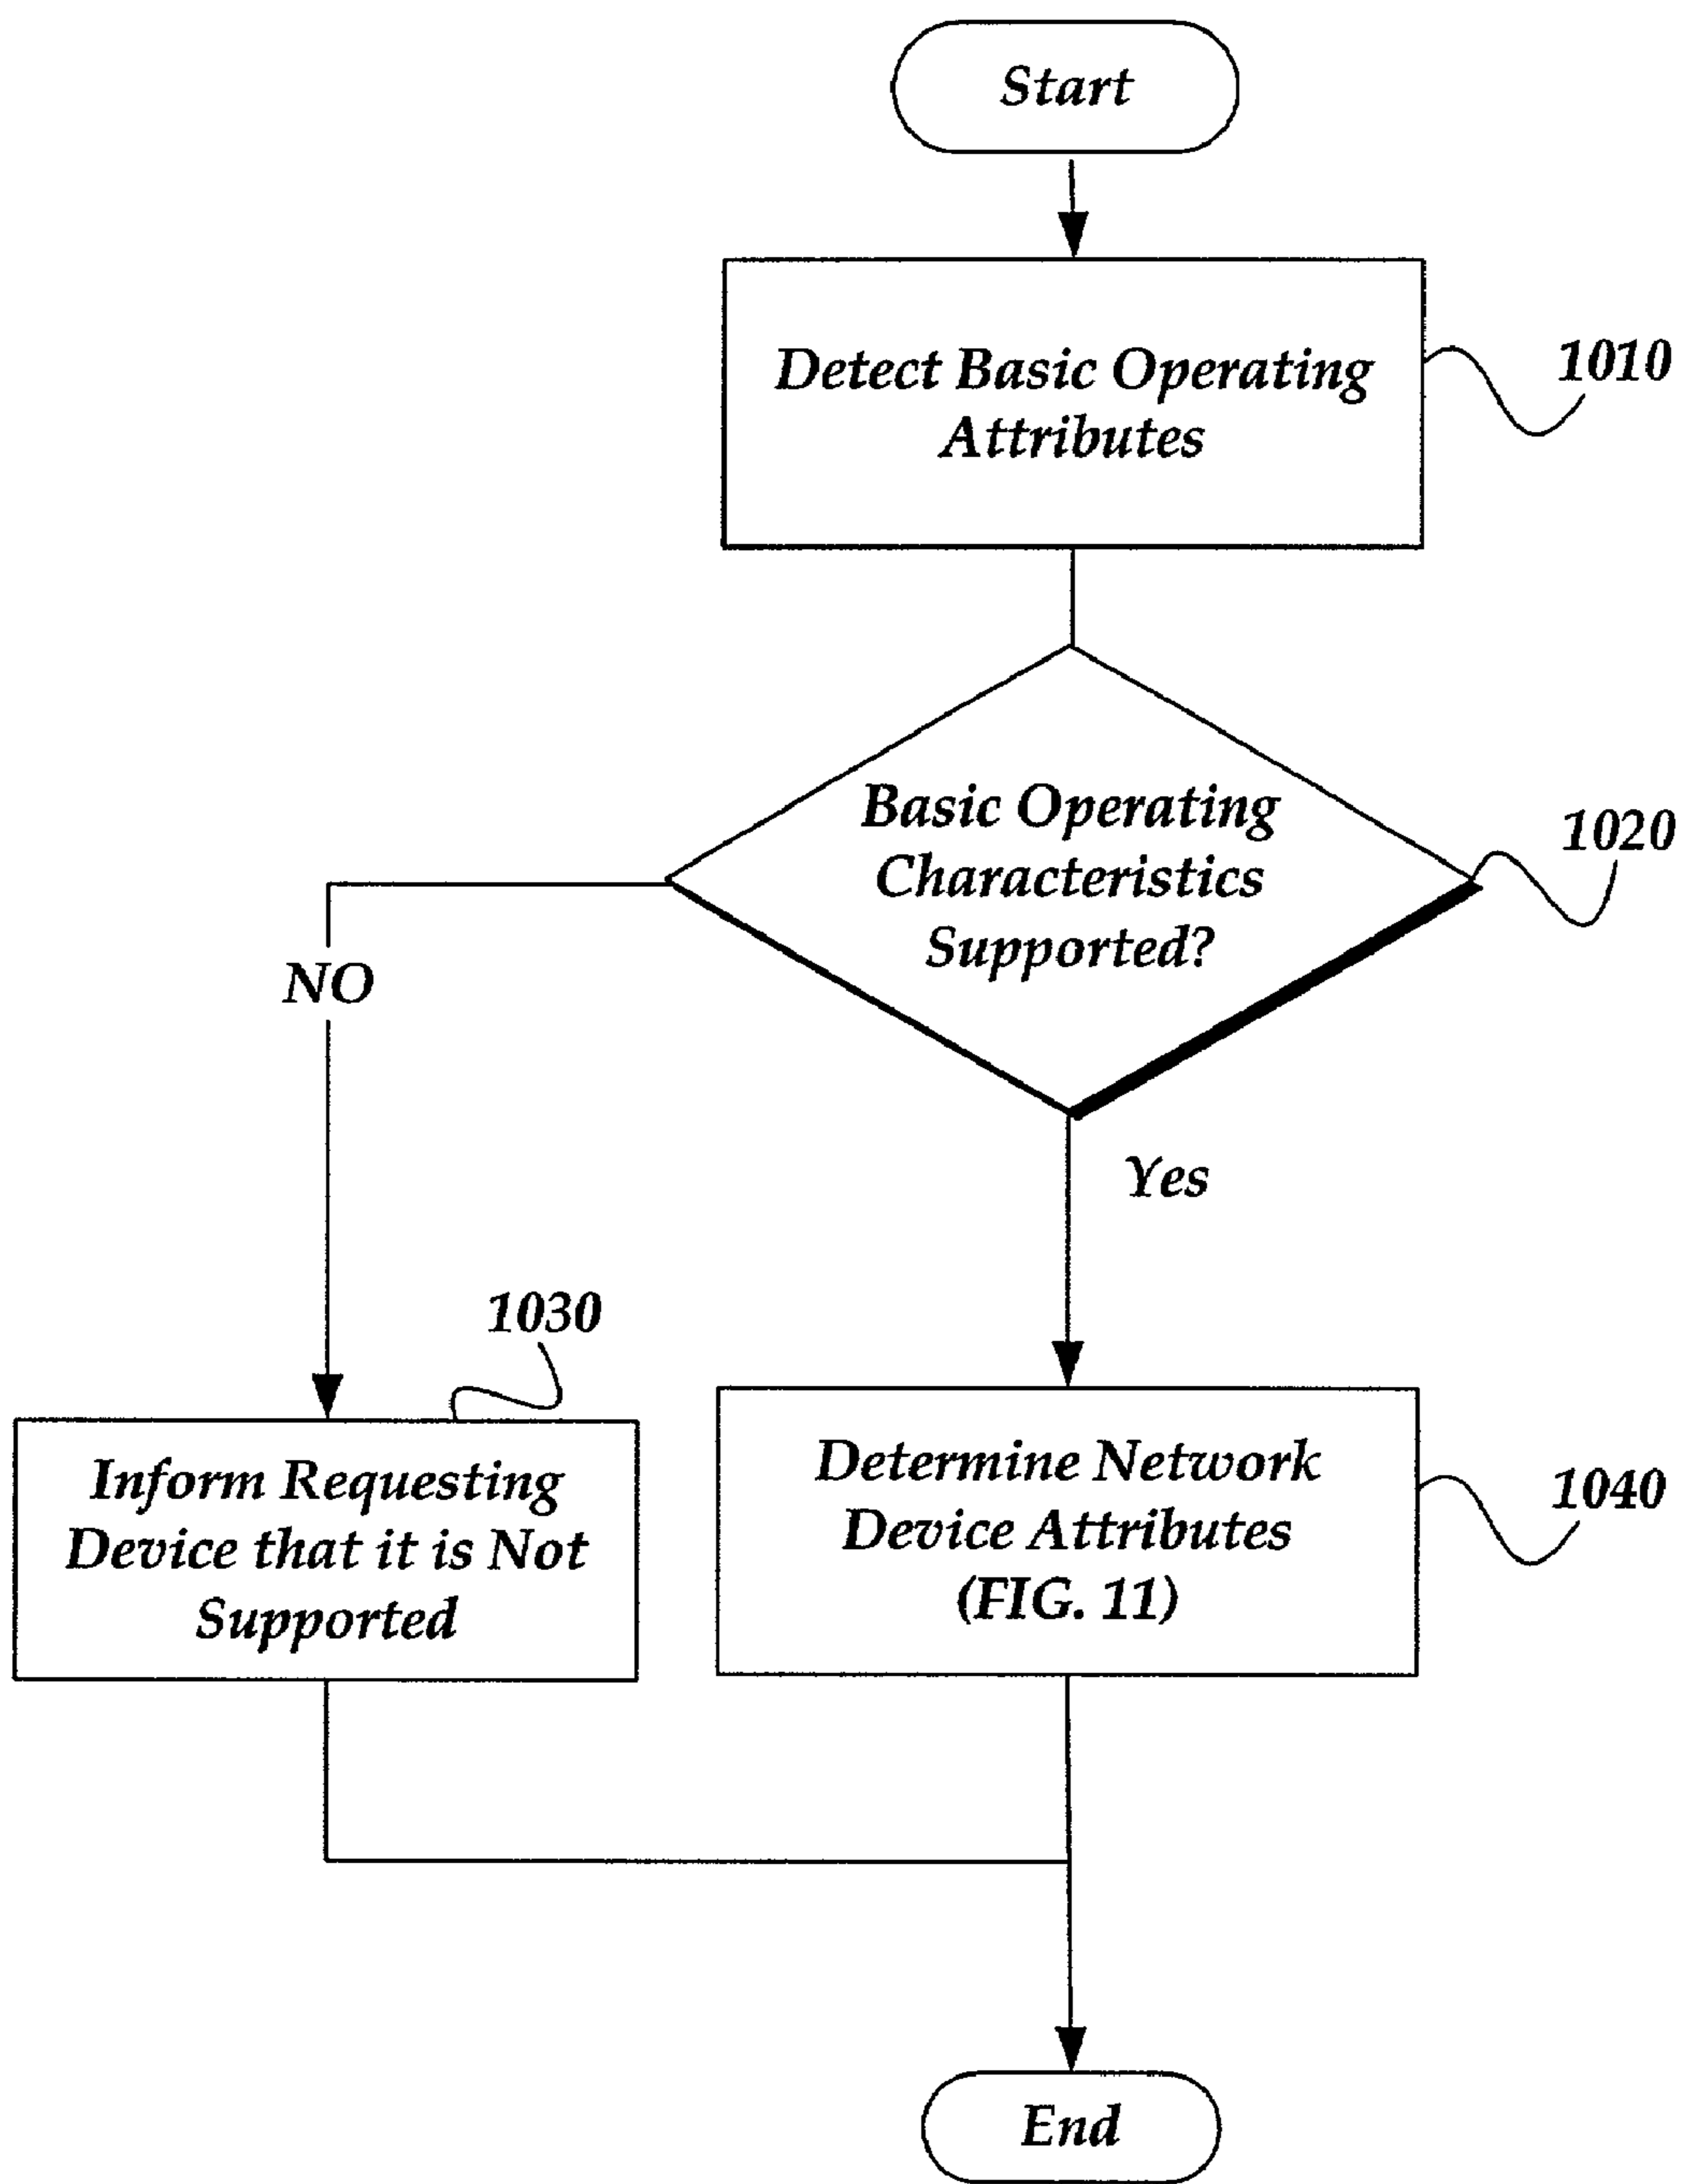 Start
Detect Basic Operating
Attributes
1010
Basic Operating
Characteristics
Supported?
1020
NO
Yes
1030
Inform Requesting
Device that it is Not
Supported
Determine Network
Device Attributes
(FIG. 11)
1040
End